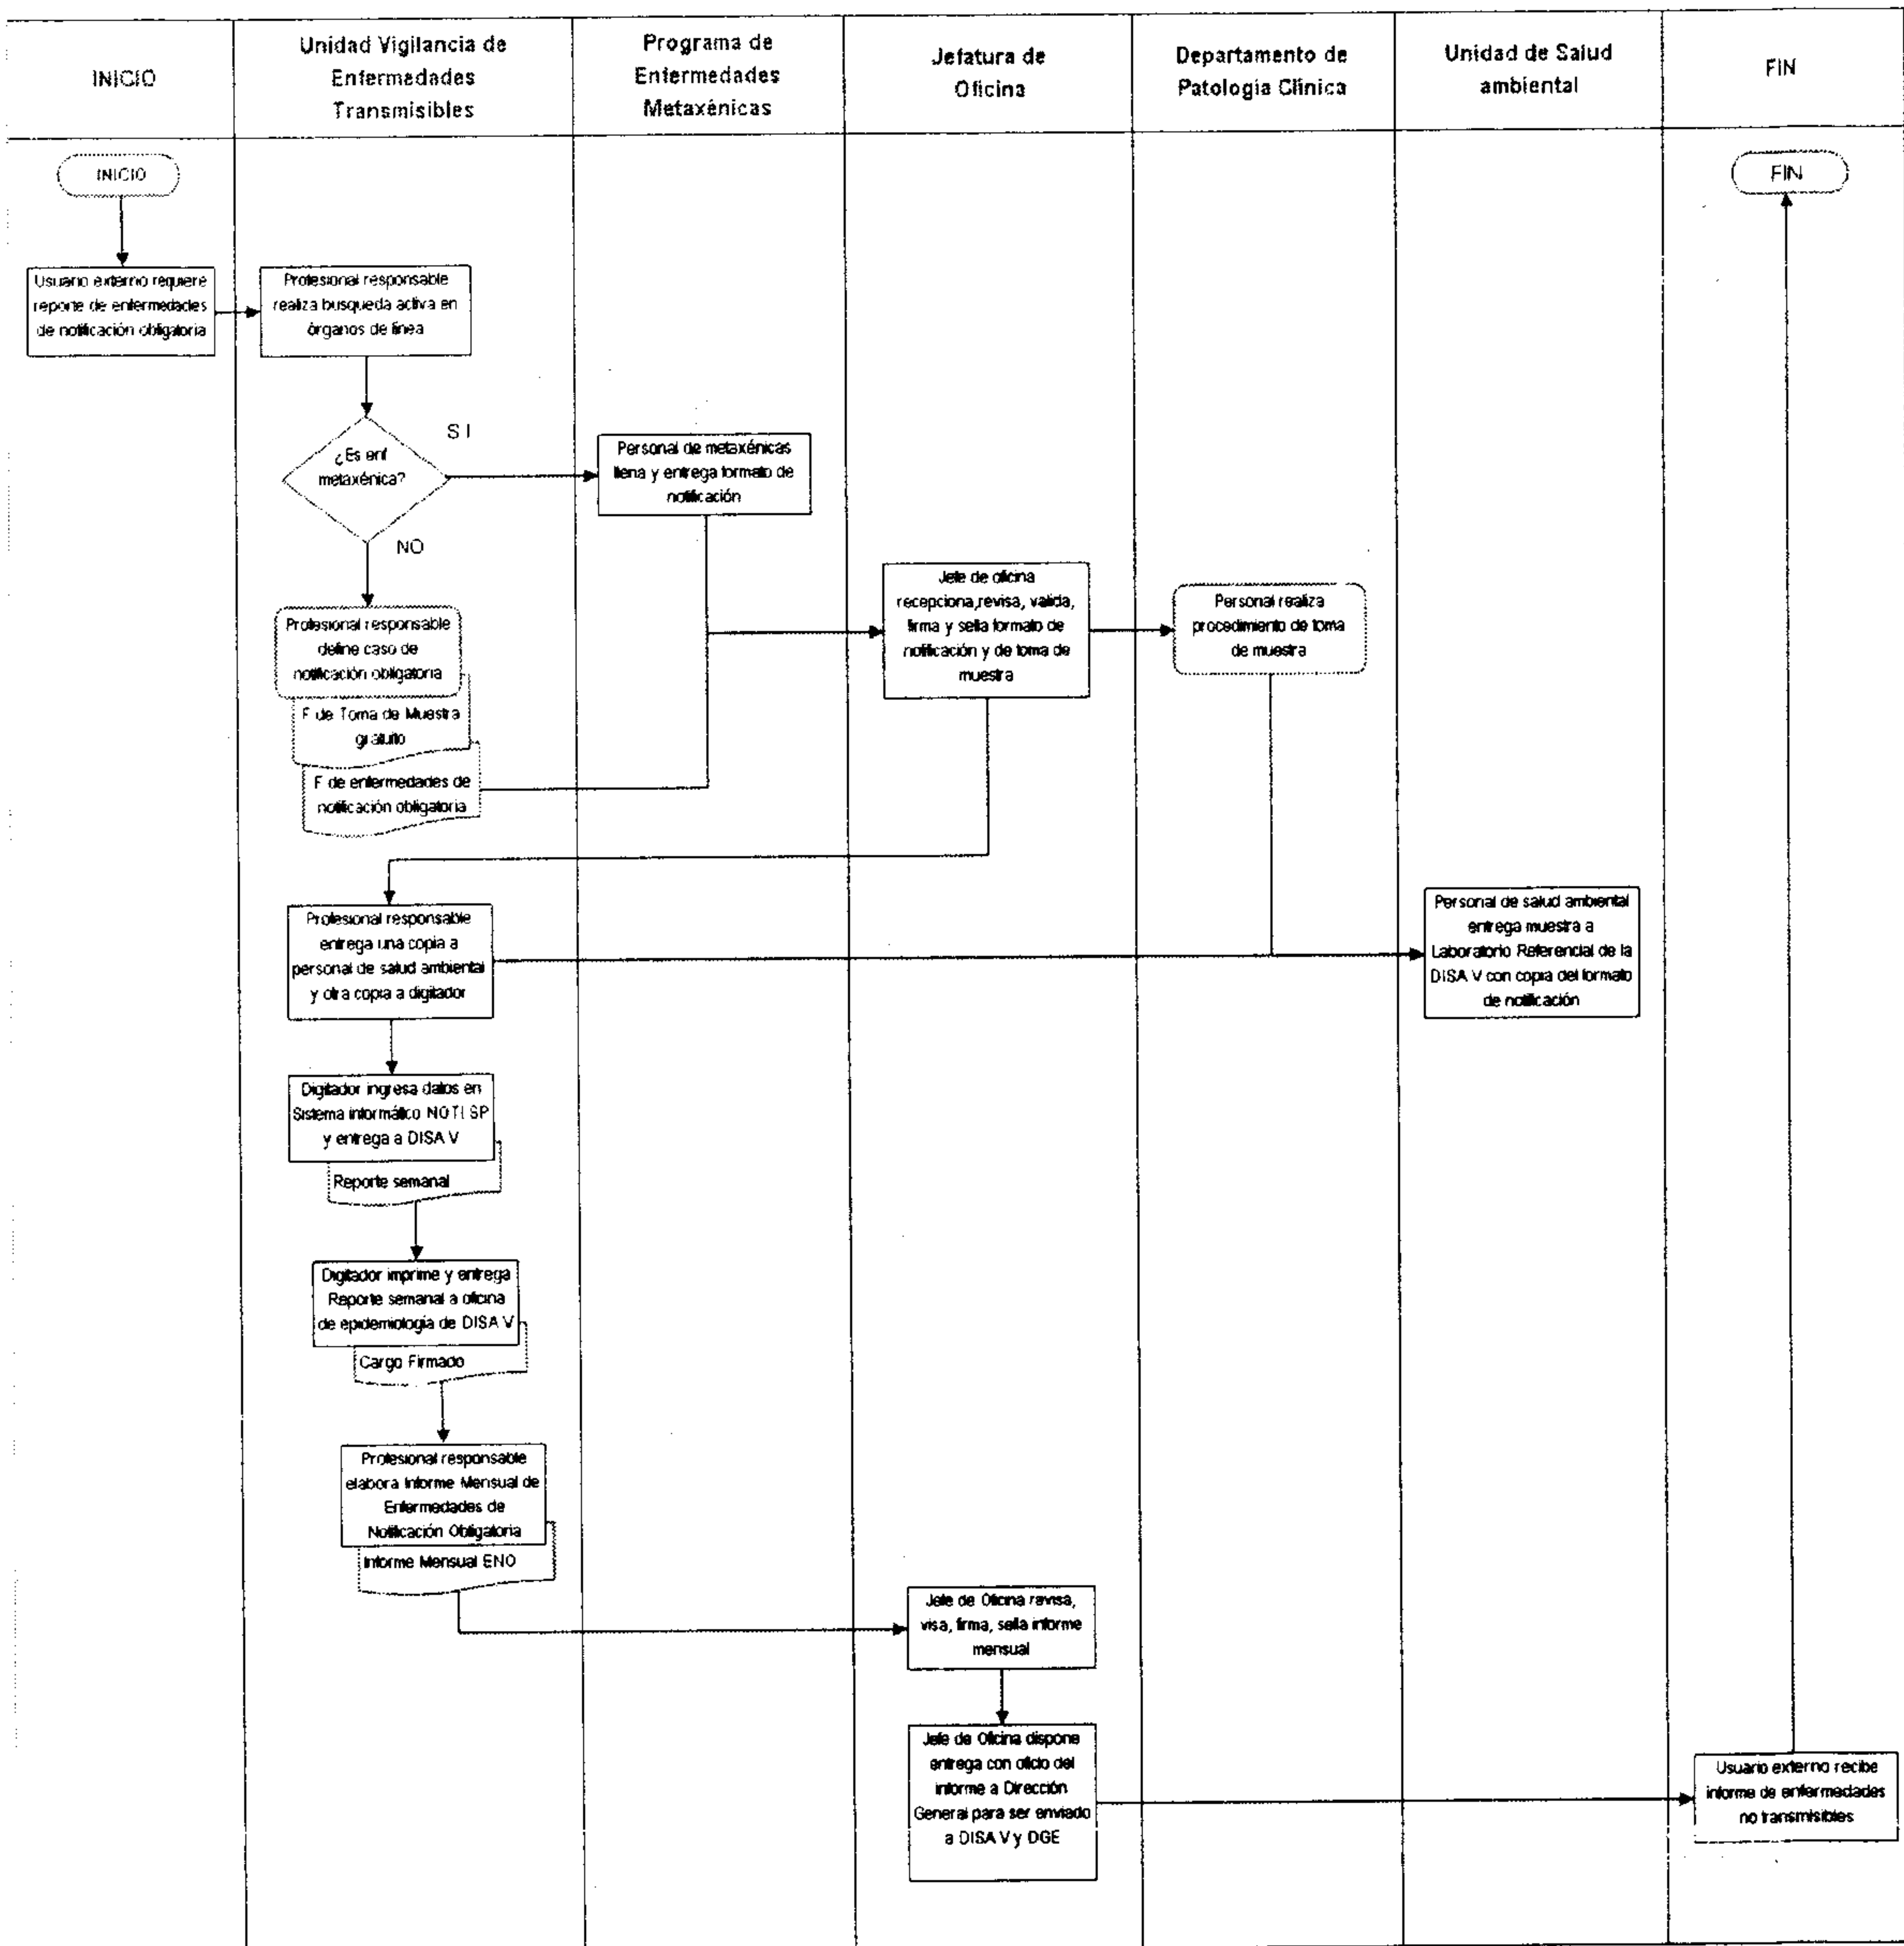 INICIO
Unidad Vigilancia de
Enfermedades
Transmisibles
Programa de
Enfermedades
Metaxénicas
Jefatura de
Oficina
Departamento de
Patología Clínica
Unidad de Salud
ambiental
FIN
INICIO
FIN
Usuario externo requiere
reporte de enfermedades
de notificación obligatoria
Profesional responsable
realiza busqueda activa en
órganos de línea
¿Es enf
metaxénica?
SI
NO
Personal de metaxénicas
llena y entrega formato de
notificación
Profesional responsable
define caso de
notificación obligatoria
F de Toma de Muestra
gratuito
F de enfermedades de
notificación obligatoria
Jefe de oficina
recepciona,revisa, valida,
firma y sella formato de
notificación y de toma de
muestra
Personal realiza
procedimiento de toma
de muestra
Profesional responsable
entrega una copia a
personal de salud ambiental
y otra copia a digitador
Personal de salud ambiental
entrega muestra a
Laboratorio Referencial de la
DISA V con copia del formato
de notificación
Digitador ingresa datos en
Sistema informático NOTI SP
y entrega a DISA V
Reporte semanal
Digitador imprime y entrega
Reporte semanal a oficina
de epidemiología de DISA V
Cargo Firmado
Profesional responsable
elabora Informe Mensual de
Enfermedades de
Notificación Obligatoria
Informe Mensual ENO
Jefe de Oficina revisa,
visa, firma, sella informe
mensual
Jefe de Oficina dispone
entrega con oficio del
informe a Dirección
General para ser enviado
a DISA V y DGE
Usuario externo recibe
informe de enfermedades
no transmisibles